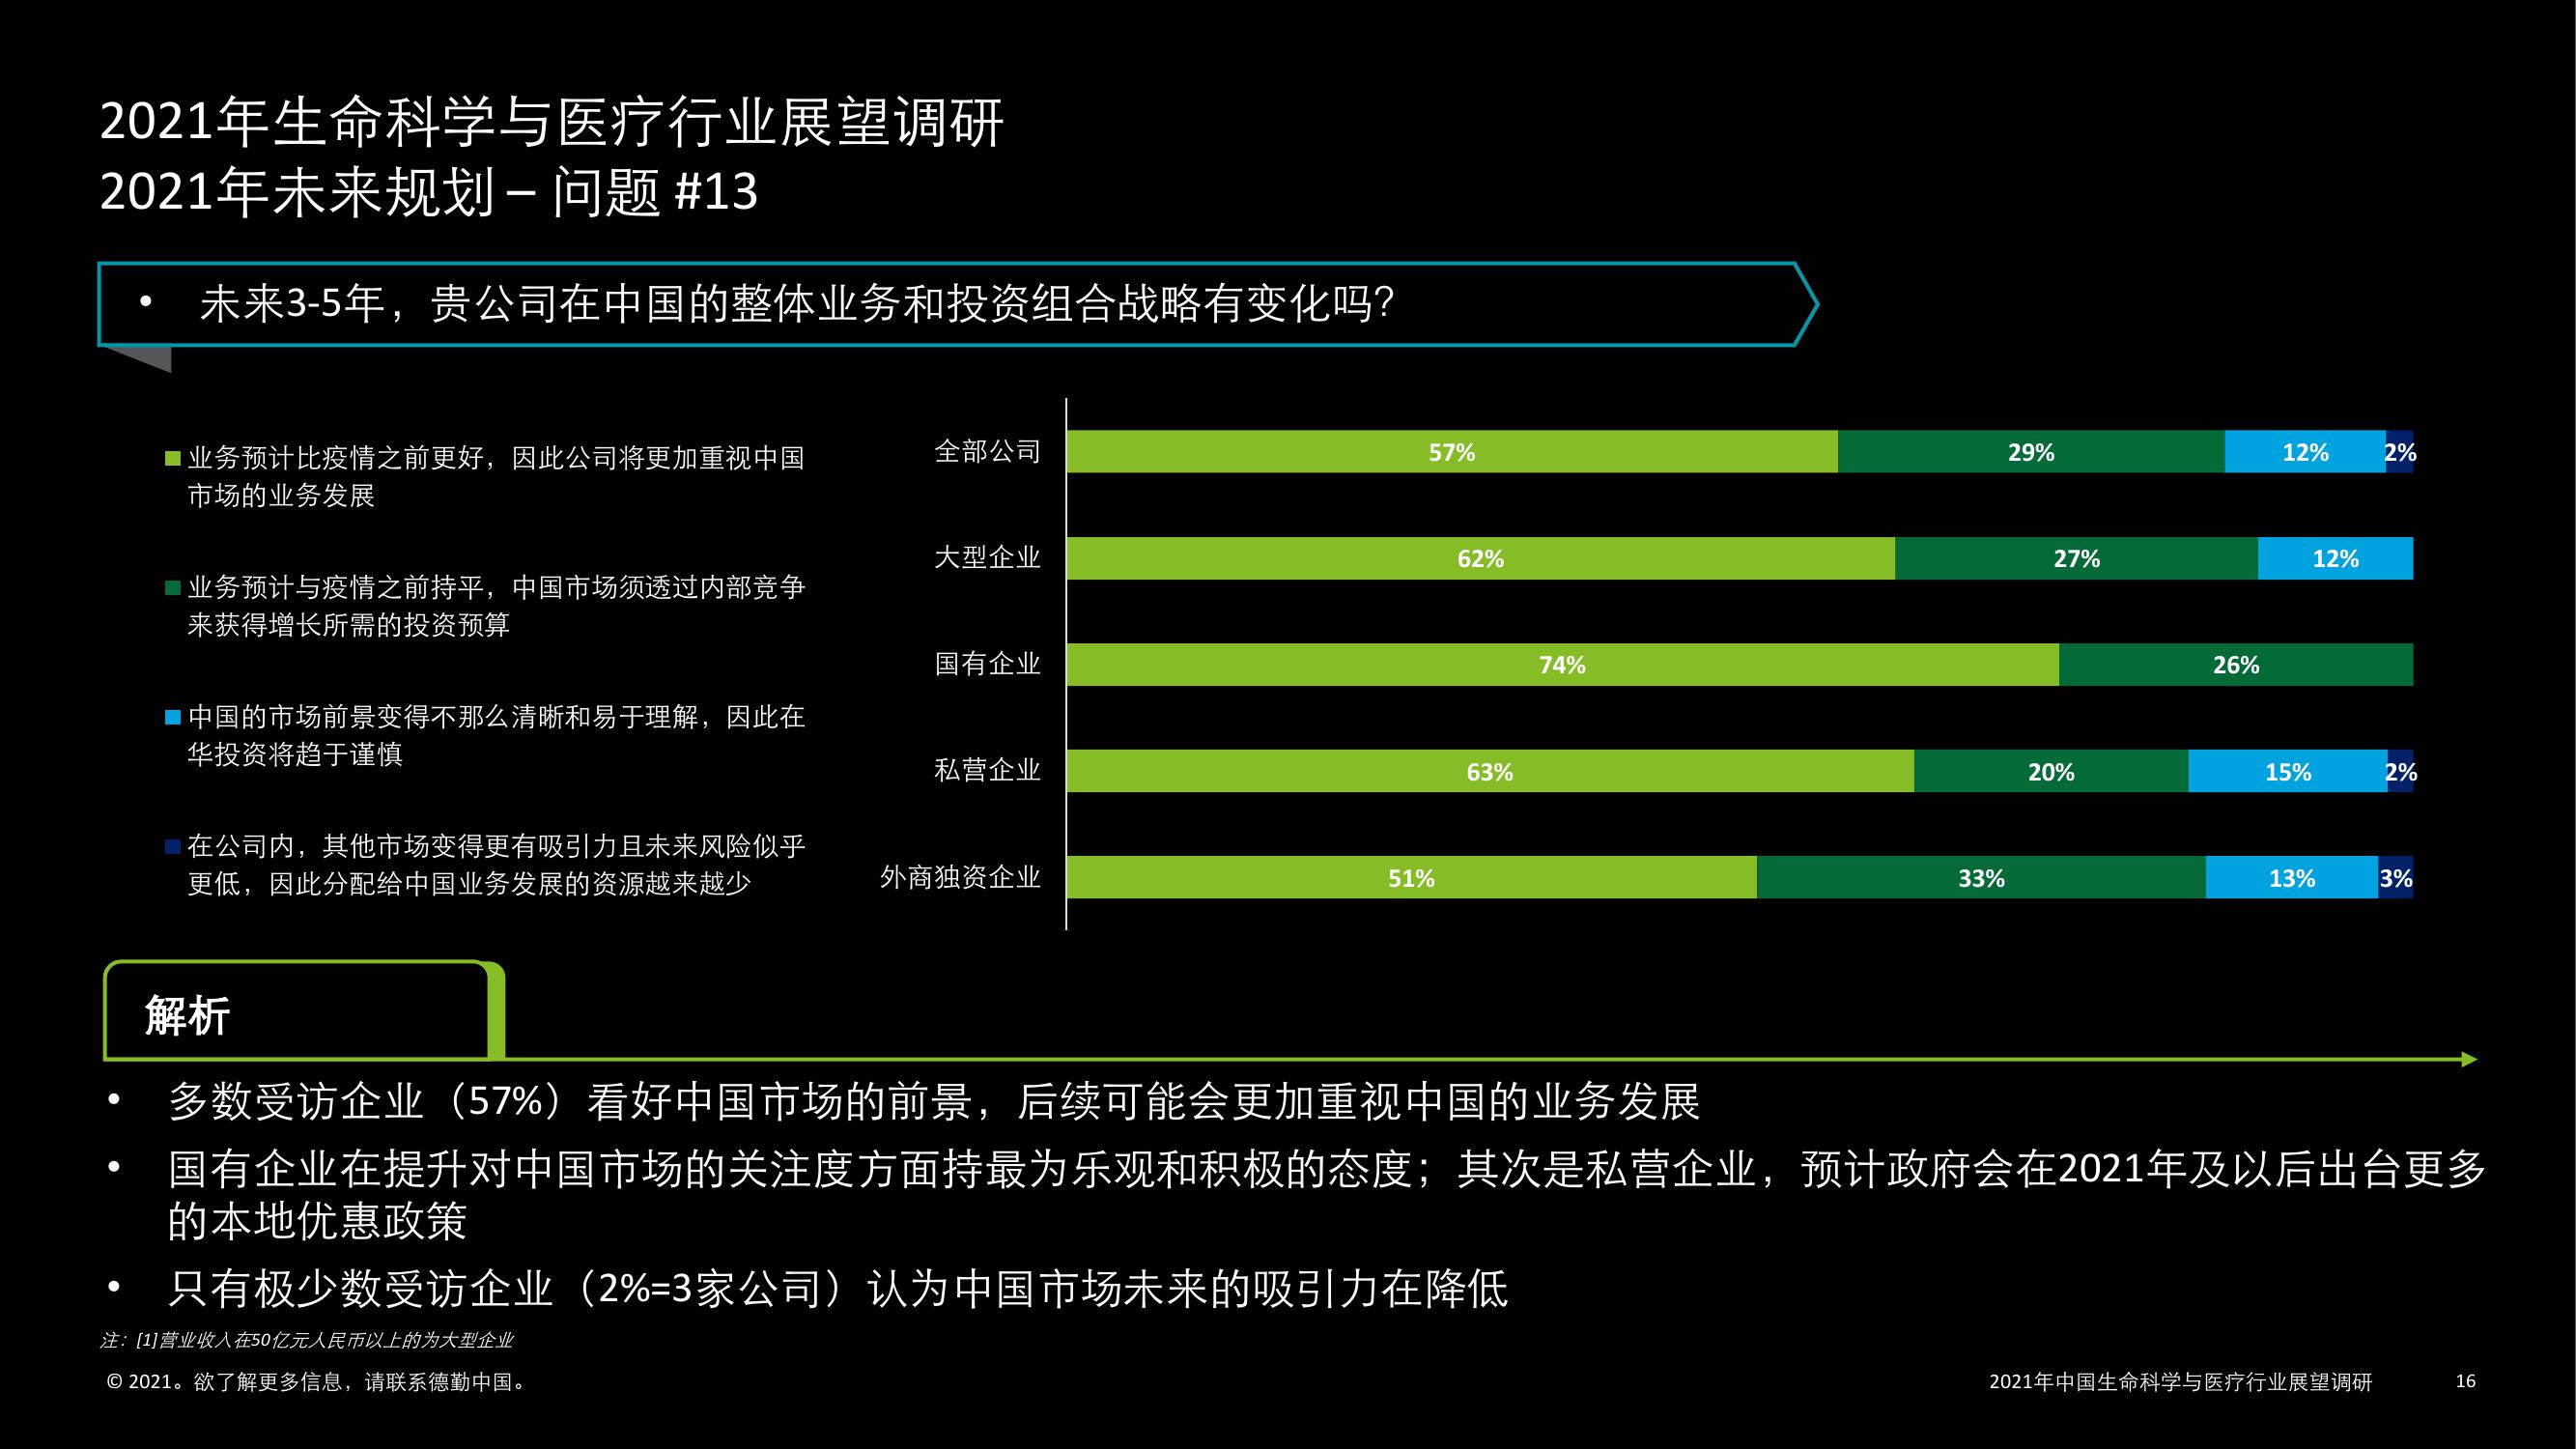 2021年生命科学与医疗行业展望调研
2021年未来规划 – 问题 #13
• 未来3-5年，贵公司在中国的整体业务和投资组合战略有变化吗？
业务预计比疫情之前更好，因此公司将更加重视中国
市场的业务发展
业务预计与疫情之前持平，中国市场须透过内部竞争
来获得增长所需的投资预算
中国的市场前景变得不那么清晰和易于理解，因此在
华投资将趋于谨慎
在公司内，其他市场变得更有吸引力且未来风险似乎
更低，因此分配给中国业务发展的资源越来越少
全部公司 57% 29% 12% 2%
大型企业 62% 27% 12%
国有企业 74% 26%
私营企业 63% 20% 15% 2%
外商独资企业 51% 33% 13% 3%
解析
• 多数受访企业（57%）看好中国市场的前景，后续可能会更加重视中国的业务发展
• 国有企业在提升对中国市场的关注度方面持最为乐观和积极的态度；其次是私营企业，预计政府会在2021年及以后出台更多
的本地优惠政策
• 只有极少数受访企业（2%=3家公司）认为中国市场未来的吸引力在降低
注：[1]营业收入在50亿元人民币以上的为大型企业
© 2021。欲了解更多信息，请联系德勤中国。
2021年中国生命科学与医疗行业展望调研 16